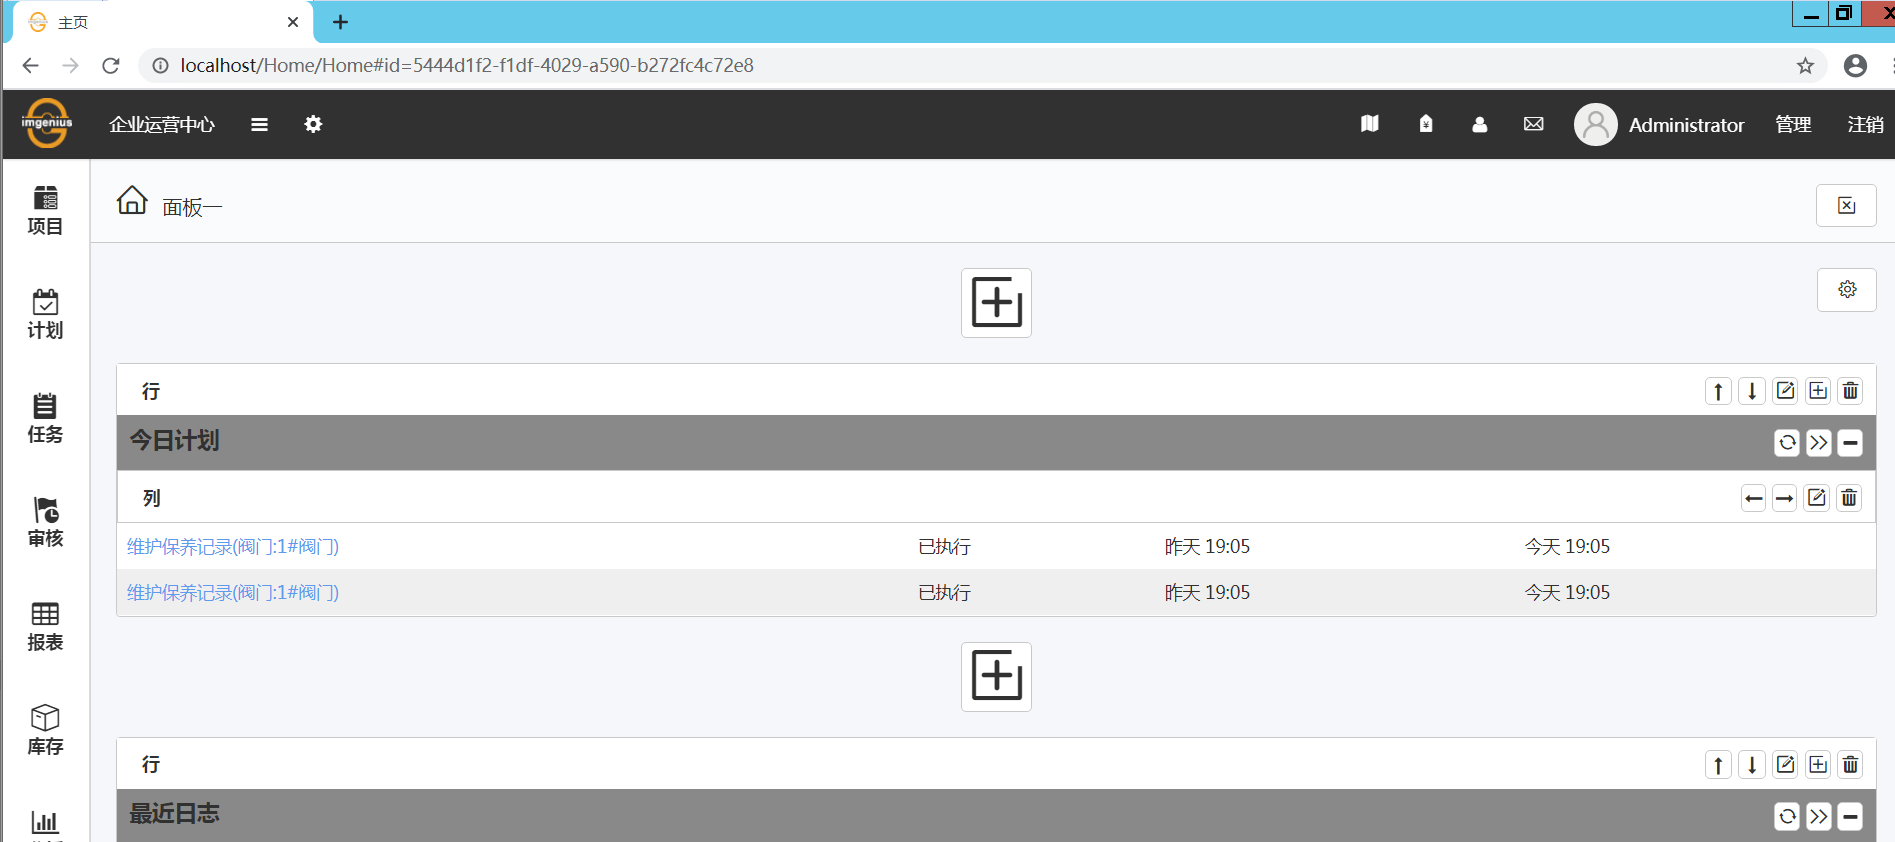 主页
localhost/Home/Home#id=5444d1f2-f1df-4029-a590-b272fc4c72e8
imgenius
企业运营中心
Administrator
管理
注销
项目
计划
任务
审核
报表
库存
面板一
行
今日计划
列
维护保养记录(阀门:1#阀门) 已执行 昨天 19:05 今天 19:05
维护保养记录(阀门:1#阀门) 已执行 昨天 19:05 今天 19:05
行
最近日志